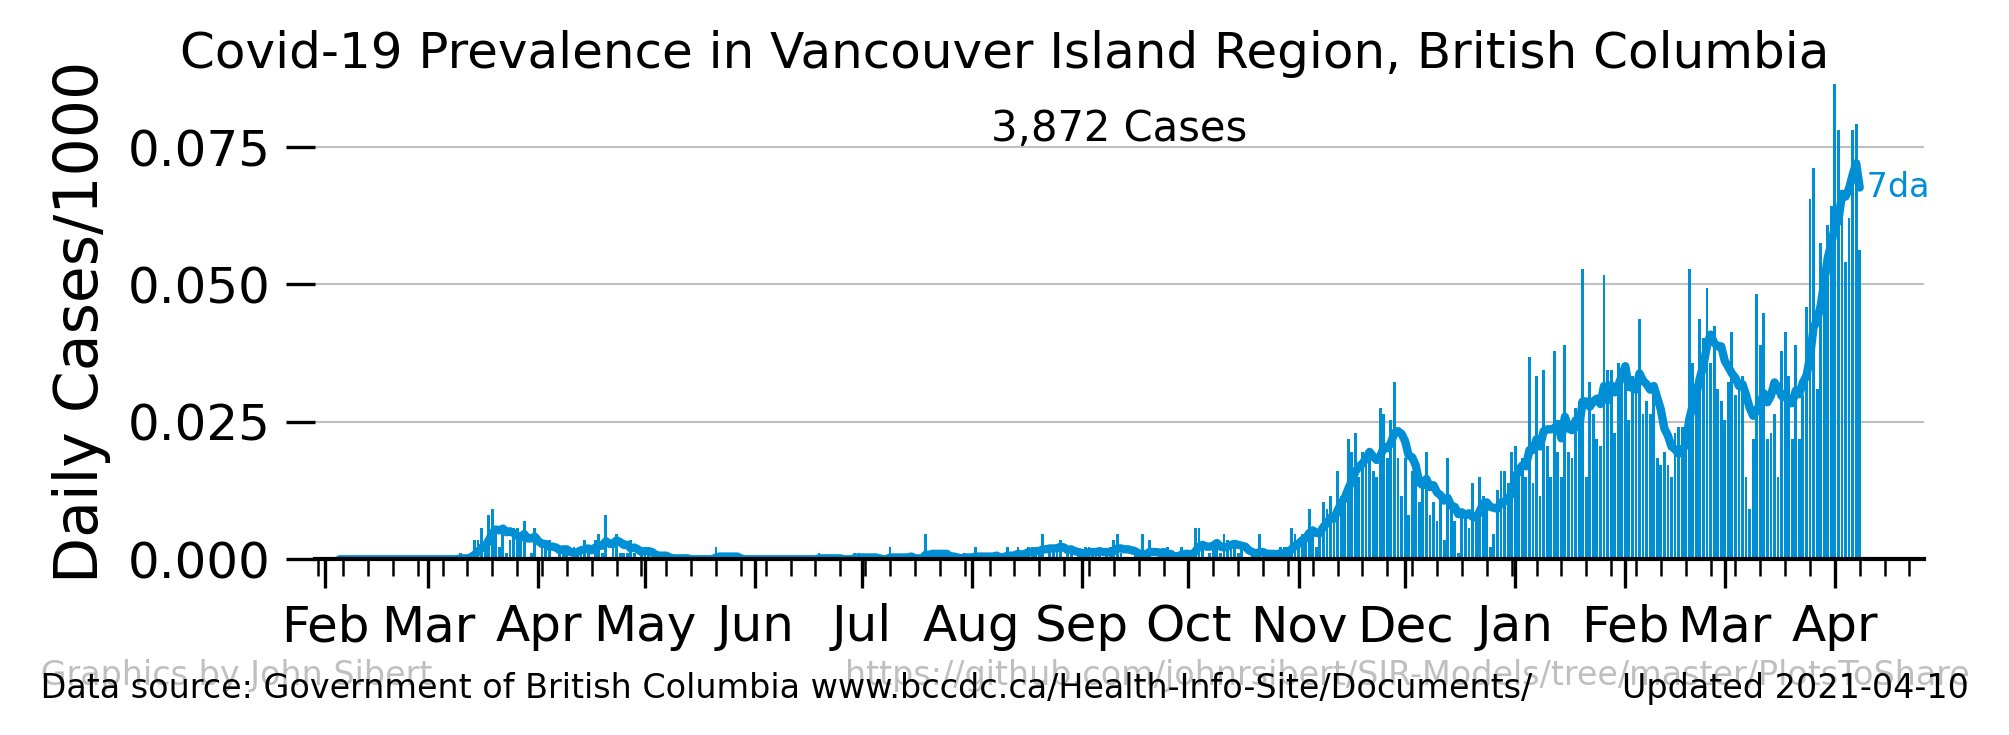 Covid-19 Prevalence in Vancouver Island Region, British Columbia
3,872 Cases
Daily Cases/1000
0.075
0.050
0.025
0.000
7da
Feb Mar Apr May Jun Jul Aug Sep Oct Nov Dec Jan Feb Mar Apr
Graphics by John Sibert https://github.com/johnrsibert/SIR-Models/tree/master/PlotsToShare
Data source: Government of British Columbia www.bccdc.ca/Health-Info-Site/Documents/ Updated 2021-04-10